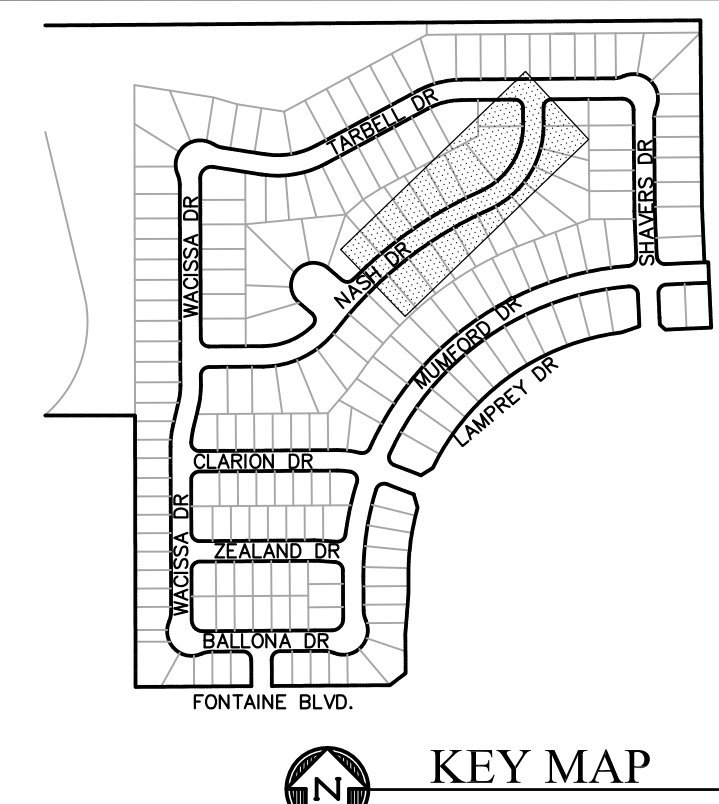 TARBELL DR
SHAVERS DR
WACISSA DR
NASH DR
MUMFORD DR
LAMPREY DR
CLARION DR
WACISSA DR
ZEALAND DR
BALLONA DR
FONTAINE BLVD.
KEY MAP
N